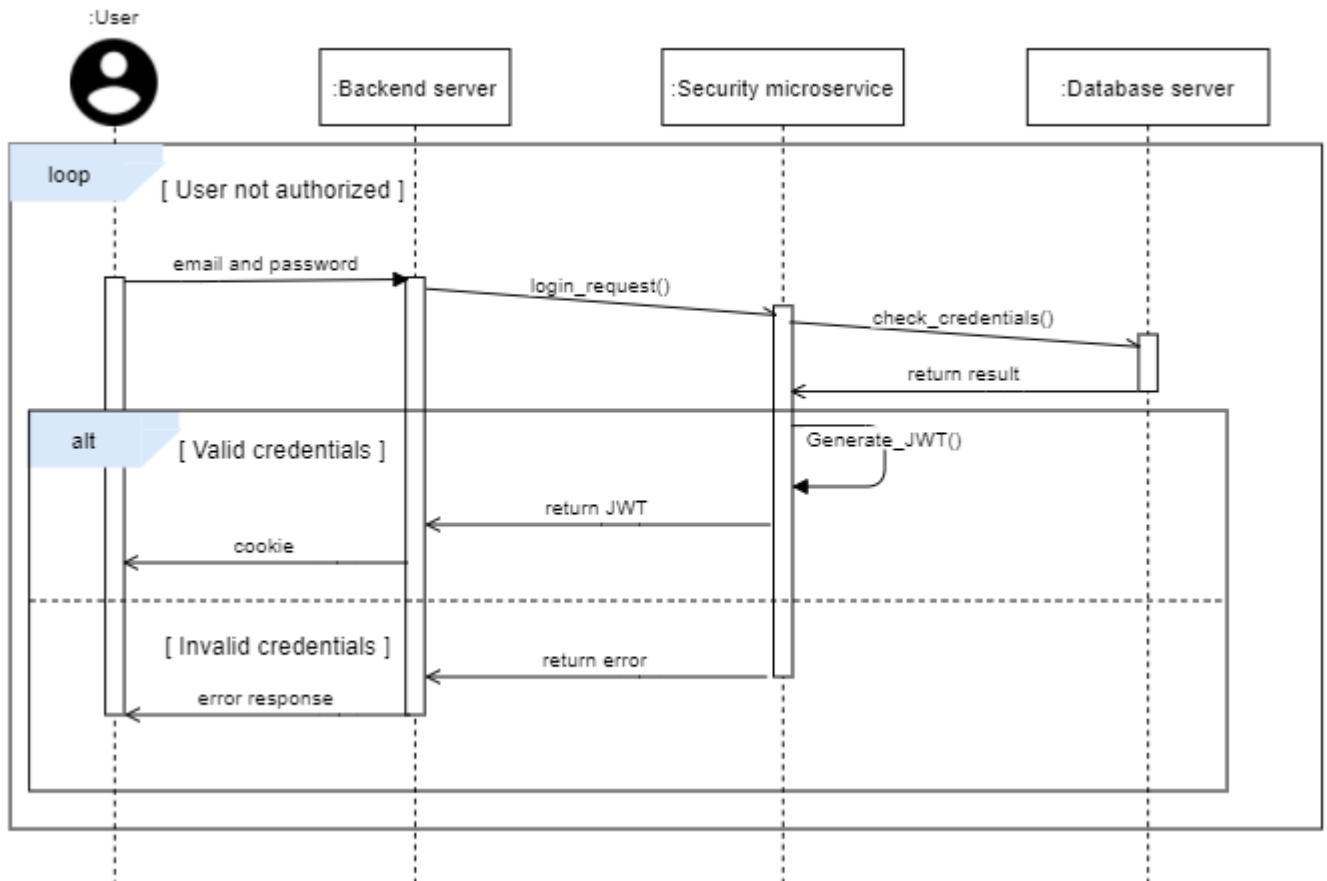 :User
:Backend server
:Security microservice
:Database server
loop
[ User not authorized ]
email and password
login_request()
check_credentials()
return result
alt
[ Valid credentials ]
Generate_JWT()
return JWT
cookie
[ Invalid credentials ]
return error
error response